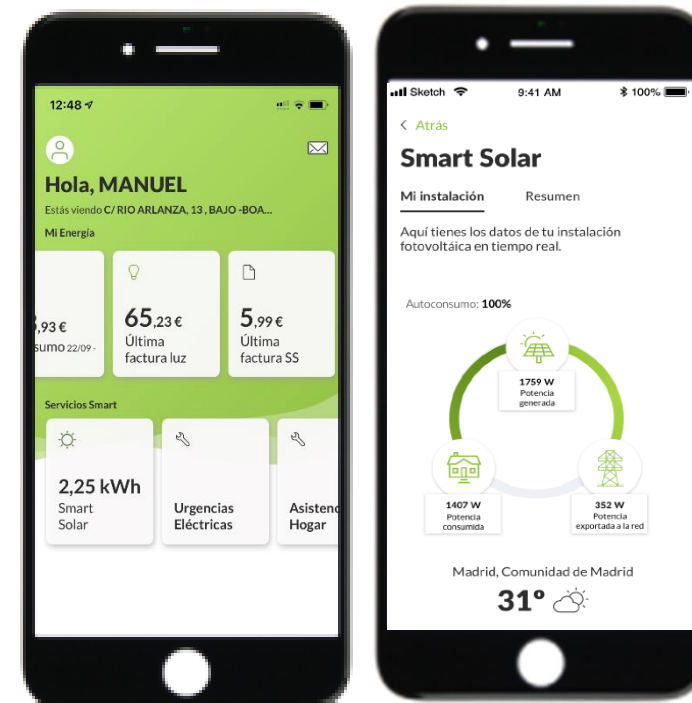 12:48
Hola, MANUEL
Estás viendo C/ RIO ARLANZA, 13 , BAJO -BOA...
Mi Energía
,93 €
sumo 22/09 -
65,23 €
Última
factura luz
5,99 €
Última
factura SS
Servicios Smart
2,25 kWh
Smart
Solar
Urgencias
Eléctricas
Asistenc
Hogar
Sketch 9:41 AM 100%
< Atrás
Smart Solar
Mi instalación Resumen
Aquí tienes los datos de tu instalación
fotovoltáica en tiempo real.
Autoconsumo: 100%
1759 W
Potencia
generada
1407 W
Potencia
consumida
352 W
Potencia
exportada a la red
Madrid, Comunidad de Madrid
31º